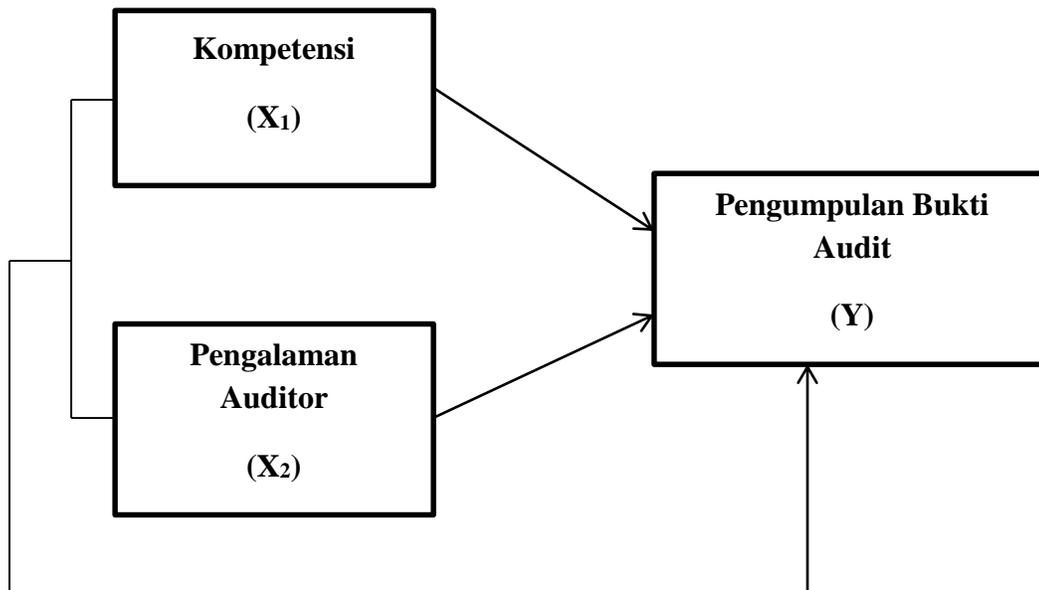 Kompetensi
(X₁)
Pengumpulan Bukti
Audit
(Y)
Pengalaman
Auditor
(X₂)